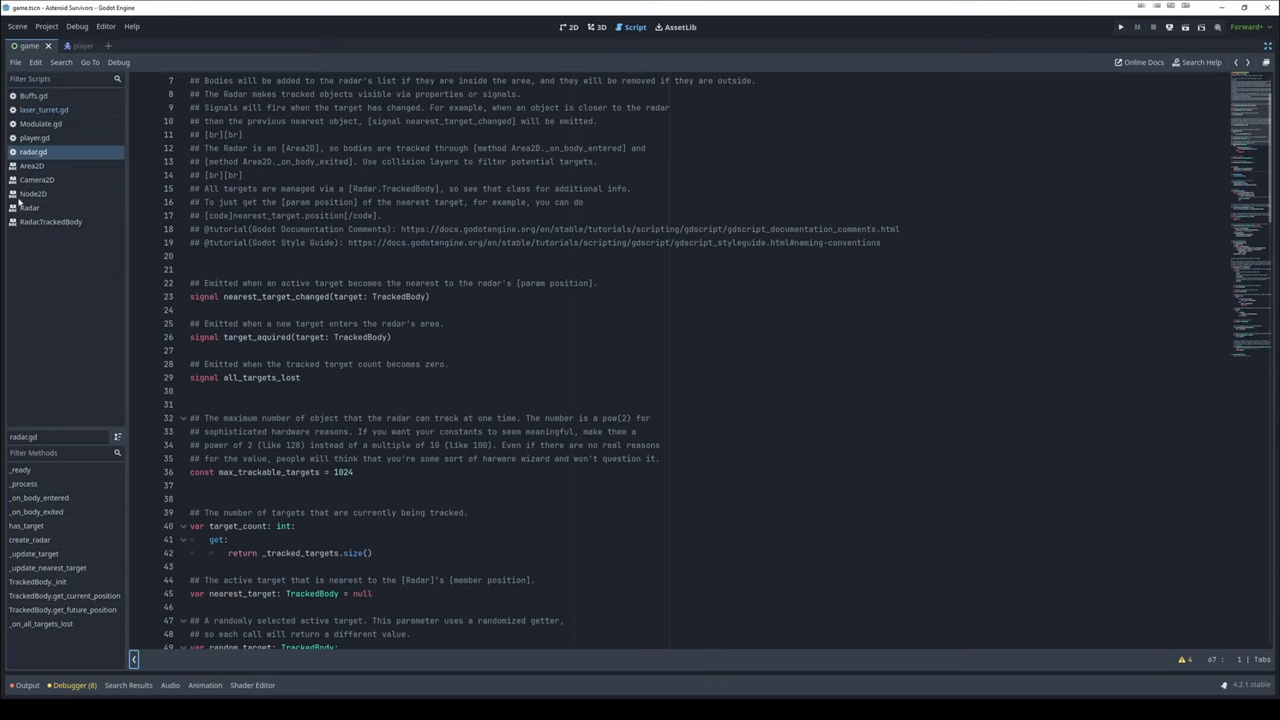 game.tscn - Asteroid Survivors - Godot Engine
Scene Project Debug Editor Help
2D 3D Script AssetLib
Forward+
game
player
File Edit Search Go To Debug
Online Docs Search Help
Filter Scripts
Buffs.gd
laser_turret.gd
Modulate.gd
player.gd
radar.gd
Area2D
Camera2D
Node2D
Radar
Radar.TrackedBody
radar.gd
Filter Methods
_ready
_process
_on_body_entered
_on_body_exited
has_target
create_radar
_update_target
_update_nearest_target
TrackedBody._init
TrackedBody.get_current_position
TrackedBody.get_future_position
_on_all_targets_lost
7 ## Bodies will be added to the radar's list if they are inside the area, and they will be removed if they are outside.
8 ## The Radar makes tracked objects visible via properties or signals.
9 ## Signals will fire when the target has changed. For example, when an object is closer to the radar
10 ## than the previous nearest object, [signal nearest_target_changed] will be emitted.
11 ## [br][br]
12 ## The Radar is an [Area2D], so bodies are tracked through [method Area2D._on_body_entered] and
13 ## [method Area2D._on_body_exited]. Use collision layers to filter potential targets.
14 ## [br][br]
15 ## All targets are managed via a [Radar.TrackedBody], so see that class for additional info.
16 ## To just get the [param position] of the nearest target, for example, you can do
17 ## [code]nearest_target.position[/code].
18 ## @tutorial(Godot Documentation Comments): https://docs.godotengine.org/en/stable/tutorials/scripting/gdscript/gdscript_documentation_comments.html
19 ## @tutorial(Godot Style Guide): https://docs.godotengine.org/en/stable/tutorials/scripting/gdscript/gdscript_styleguide.html#naming-conventions
20
21
22 ## Emitted when an active target becomes the nearest to the radar's [param position].
23 signal nearest_target_changed(target: TrackedBody)
24
25 ## Emitted when a new target enters the radar's area.
26 signal target_aquired(target: TrackedBody)
27
28 ## Emitted when the tracked target count becomes zero.
29 signal all_targets_lost
30
31
32 ## The maximum number of object that the radar can track at one time. The number is a pow(2) for
33 ## sophisticated hardware reasons. If you want your constants to seem meaningful, make them a
34 ## power of 2 (like 128) instead of a multiple of 10 (like 100). Even if there are no real reasons
35 ## for the value, people will think that you're some sort of harware wizard and won't question it.
36 const max_trackable_targets = 1024
37
38
39 ## The number of targets that are currently being tracked.
40 var target_count: int:
41 get:
42 return _tracked_targets.size()
43
44 ## The active target that is nearest to the [Radar]'s [member position].
45 var nearest_target: TrackedBody = null
46
47 ## A randomly selected active target. This parameter uses a randomized getter,
48 ## so each call will return a different value.
49 var random_target: TrackedBody:
4 67 : 1 | Tabs
Output Debugger (8) Search Results Audio Animation Shader Editor
4.2.1.stable